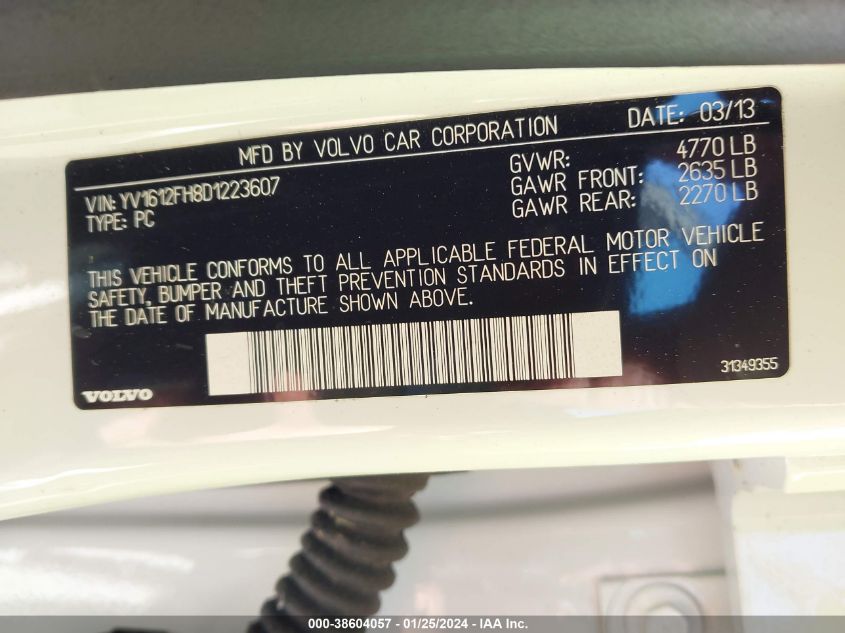 MFD BY VOLVO CAR CORPORATION DATE: 03/13
VIN: YV1612FH8D1223607
TYPE: PC
GVWR: 4770 LB
GAWR FRONT: 2635 LB
GAWR REAR: 2270 LB
THIS VEHICLE CONFORMS TO ALL APPLICABLE FEDERAL MOTOR VEHICLE
SAFETY, BUMPER AND THEFT PREVENTION STANDARDS IN EFFECT ON
THE DATE OF MANUFACTURE SHOWN ABOVE.
VOLVO
31349355
000-38604057 - 01/25/2024 - IAA Inc.